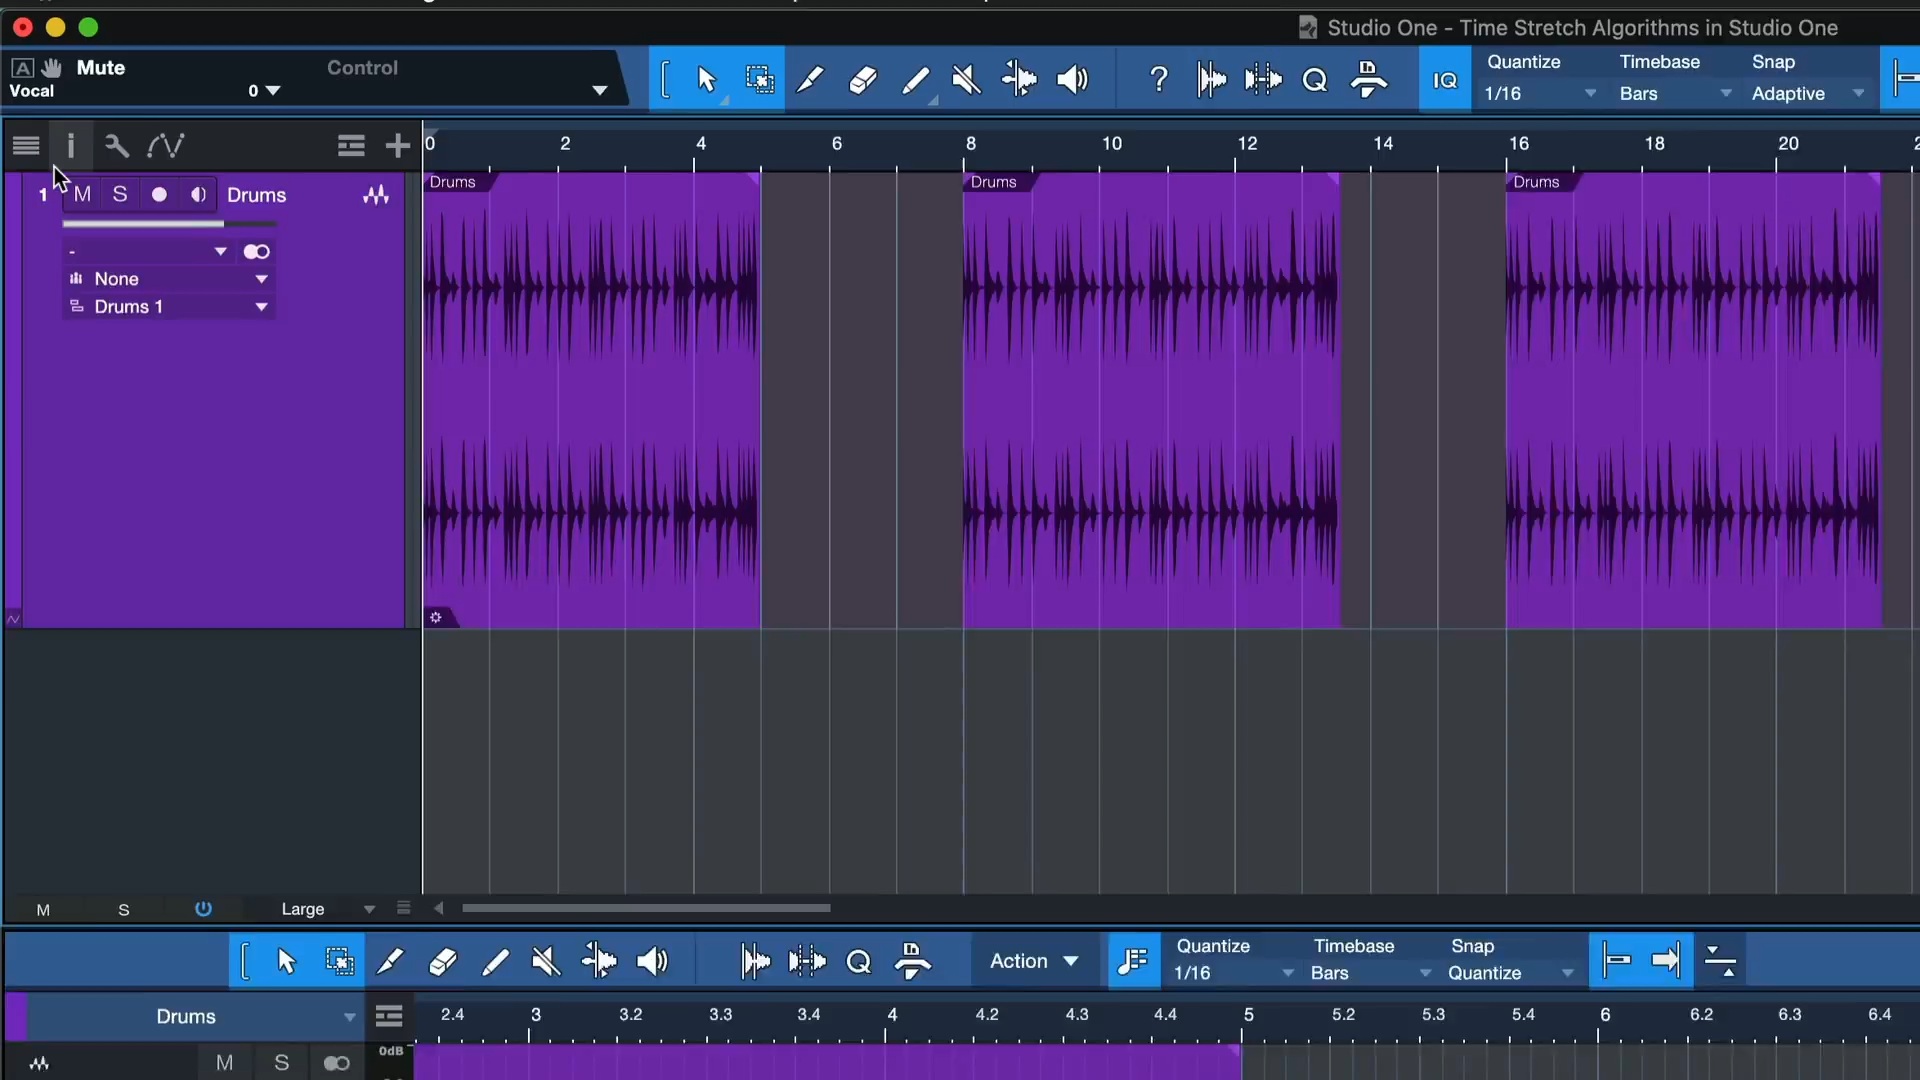 Studio One - Time Stretch Algorithms in Studio One
A Mute Control
Vocal 0
? Q IQ
Quantize Timebase Snap
1/16 Bars Adaptive
i
0 2 4 6 8 10 12 14 16 18 20 2
1 M S Drums
-
None
Drums 1
Drums Drums Drums
M S Large
Q Action
Quantize Timebase Snap
1/16 Bars Quantize
Drums
2.4 3 3.2 3.3 3.4 4 4.2 4.3 4.4 5 5.2 5.3 5.4 6 6.2 6.3 6.4
M S 0dB